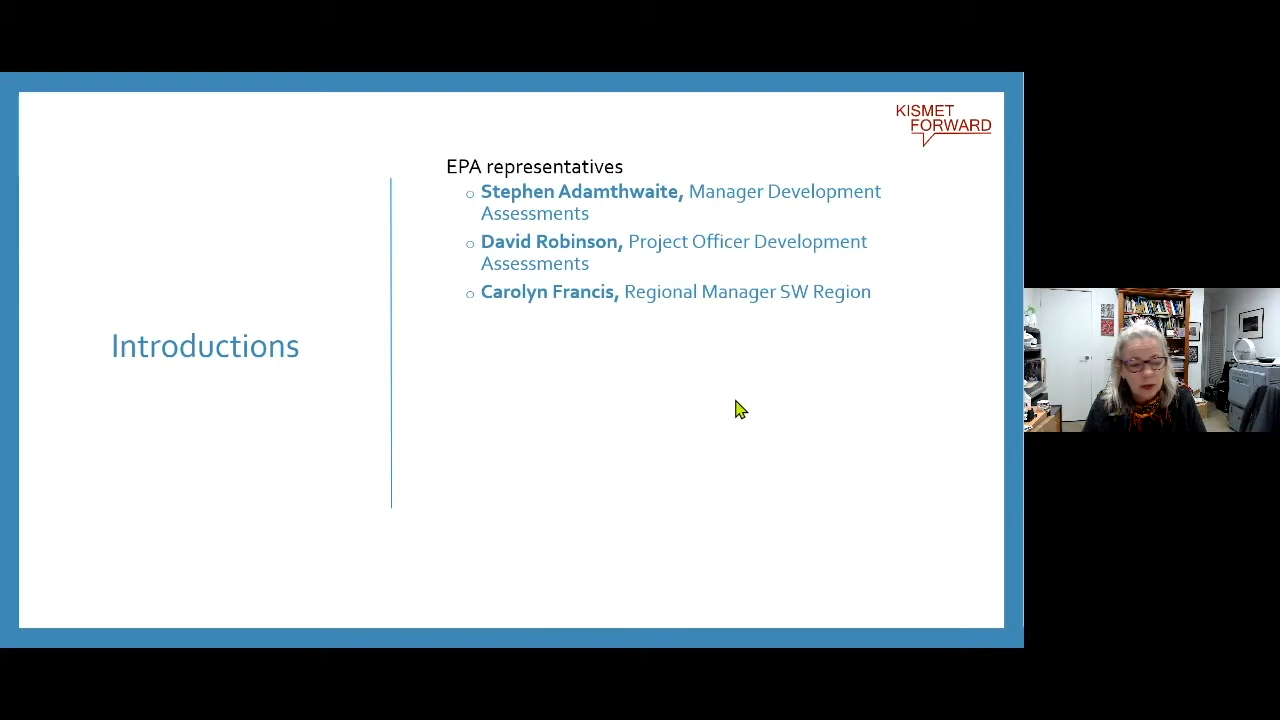 KISMET
FORWARD
EPA representatives
Stephen Adamthwaite, Manager Development
Assessments
David Robinson, Project Officer Development
Assessments
Carolyn Francis, Regional Manager SW Region
Introductions